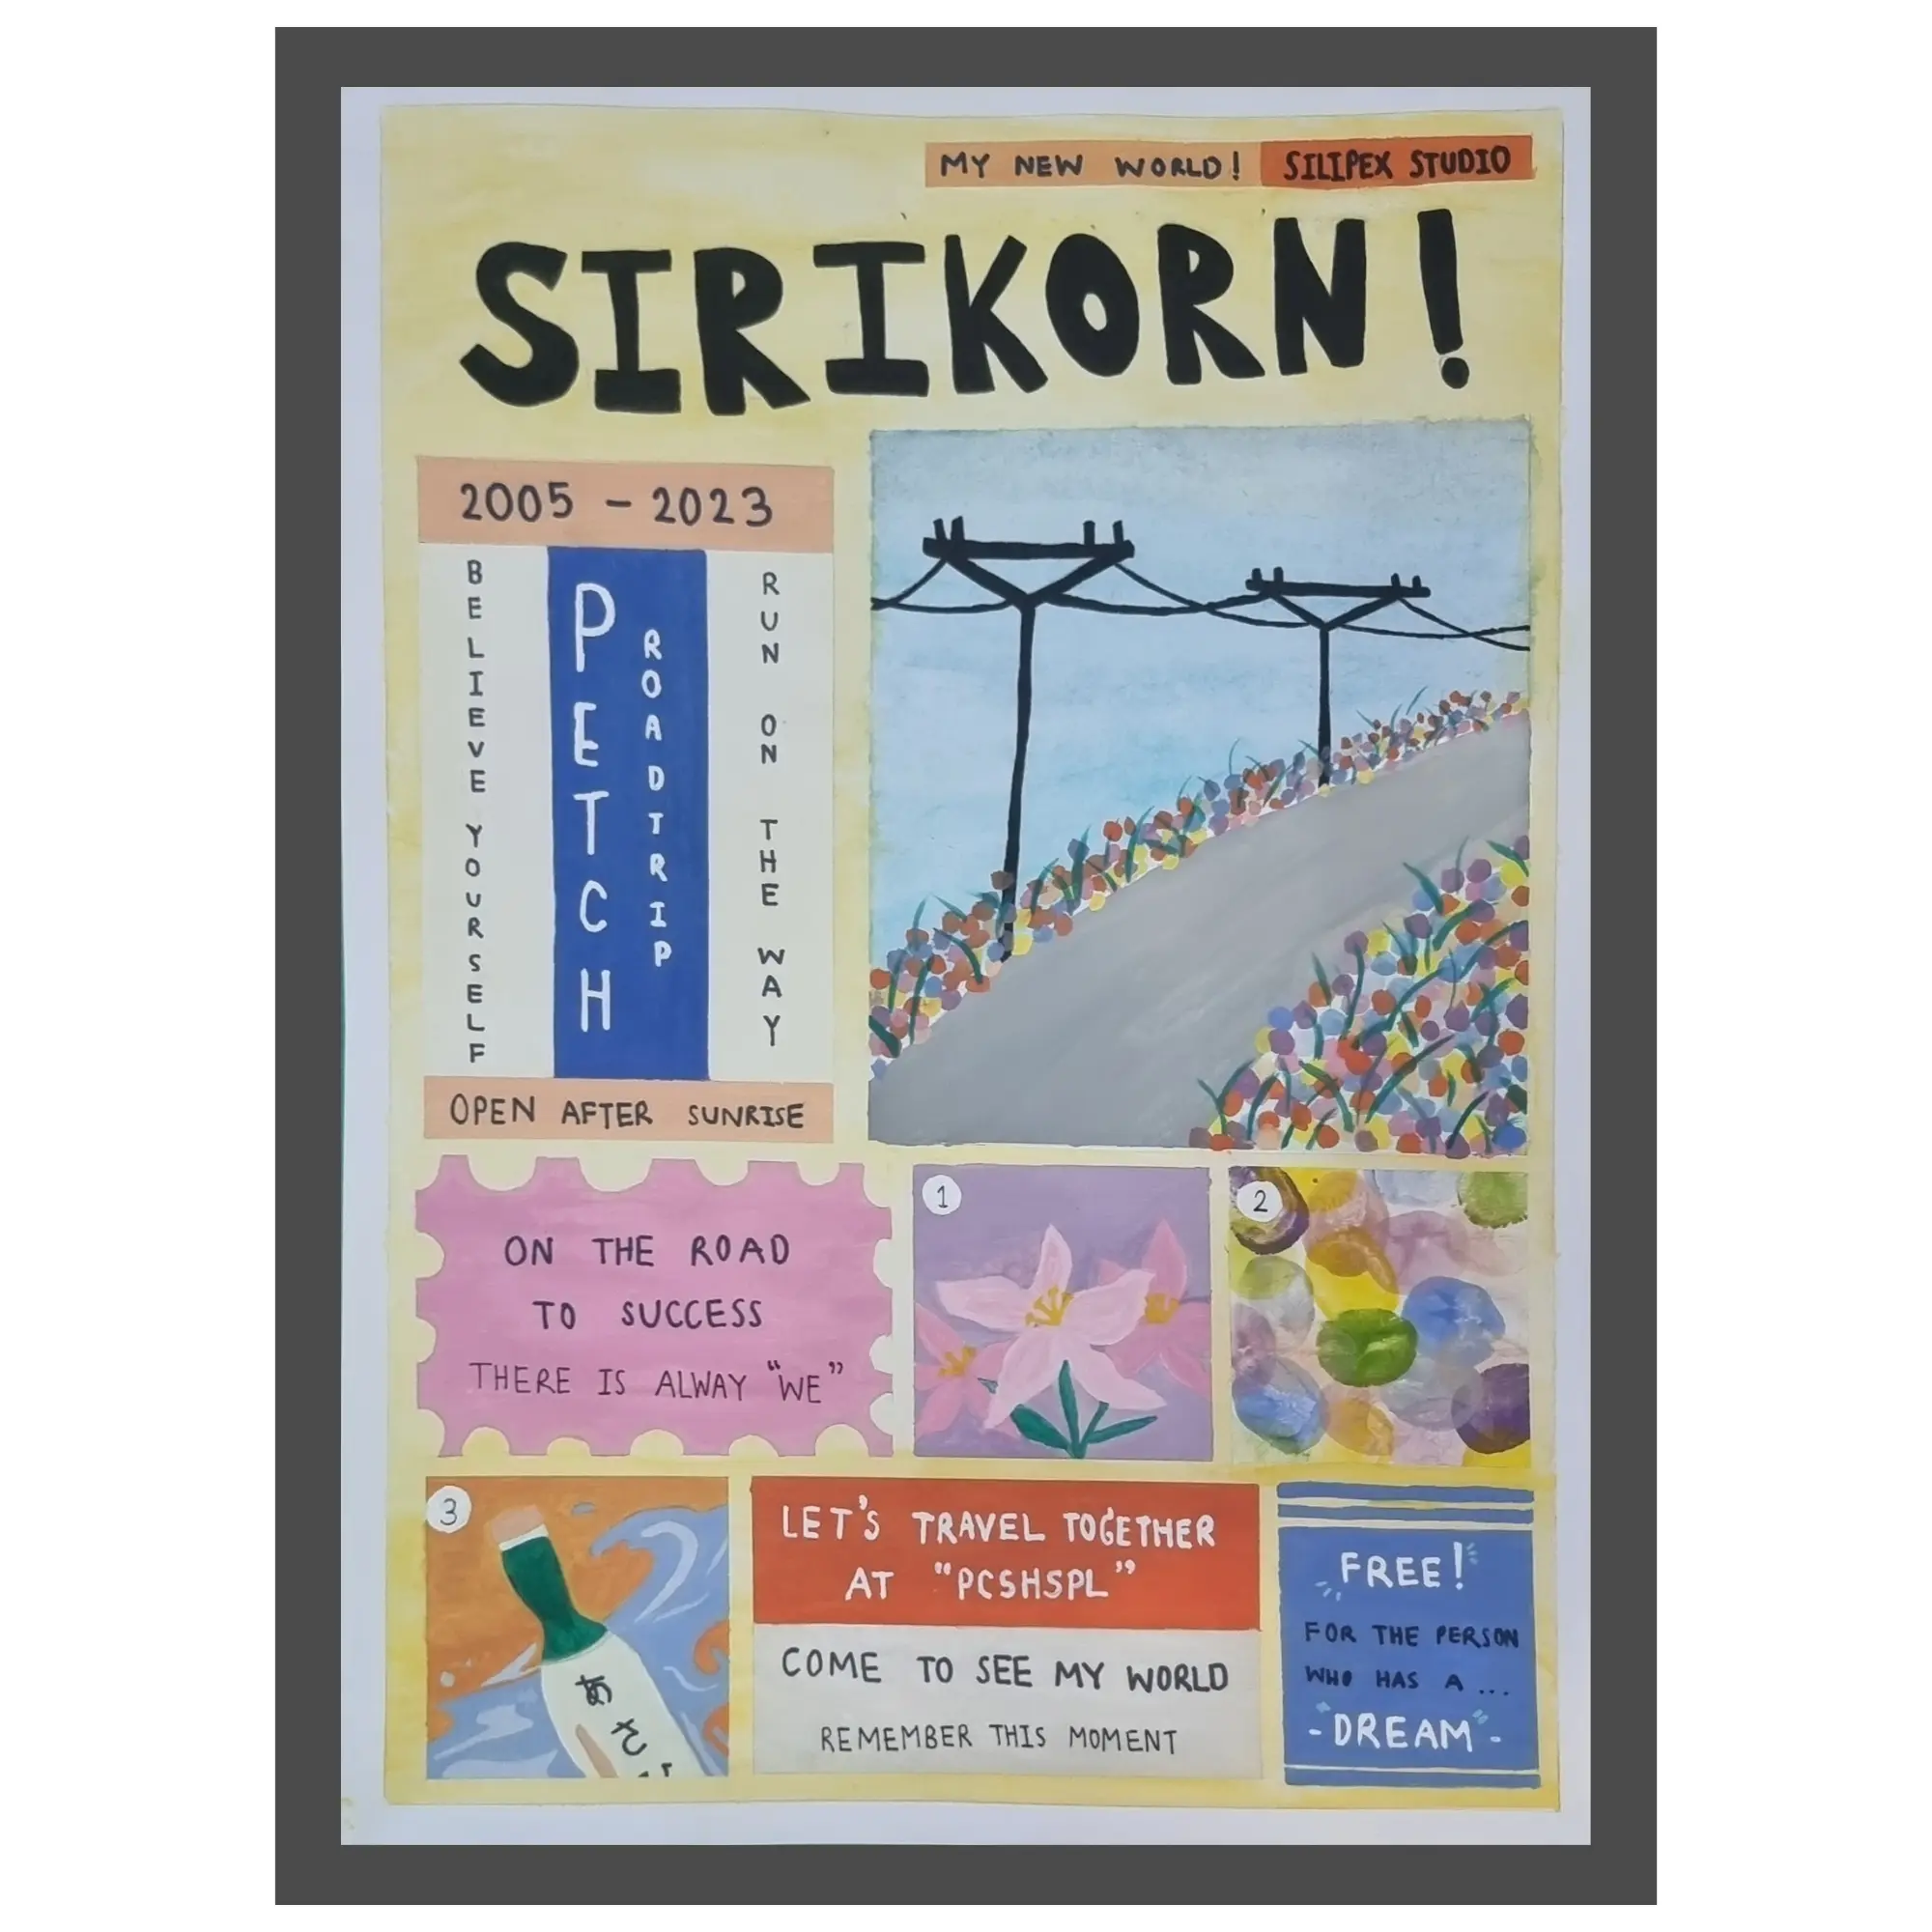 MY NEW WORLD! SILIPEX STUDIO
SIRIKORN!
2005 - 2023
BELIEVE YOURSELF
PETCH
ROADTRIP
RUN ON THE WAY
OPEN AFTER SUNRISE
ON THE ROAD
TO SUCCESS
THERE IS ALWAY "WE"
1
2
3
あ
さ
LET'S TRAVEL TOGETHER
AT "PCSHSPL"
COME TO SEE MY WORLD
REMEMBER THIS MOMENT
FREE!
FOR THE PERSON
WHO HAS A ...
-DREAM-